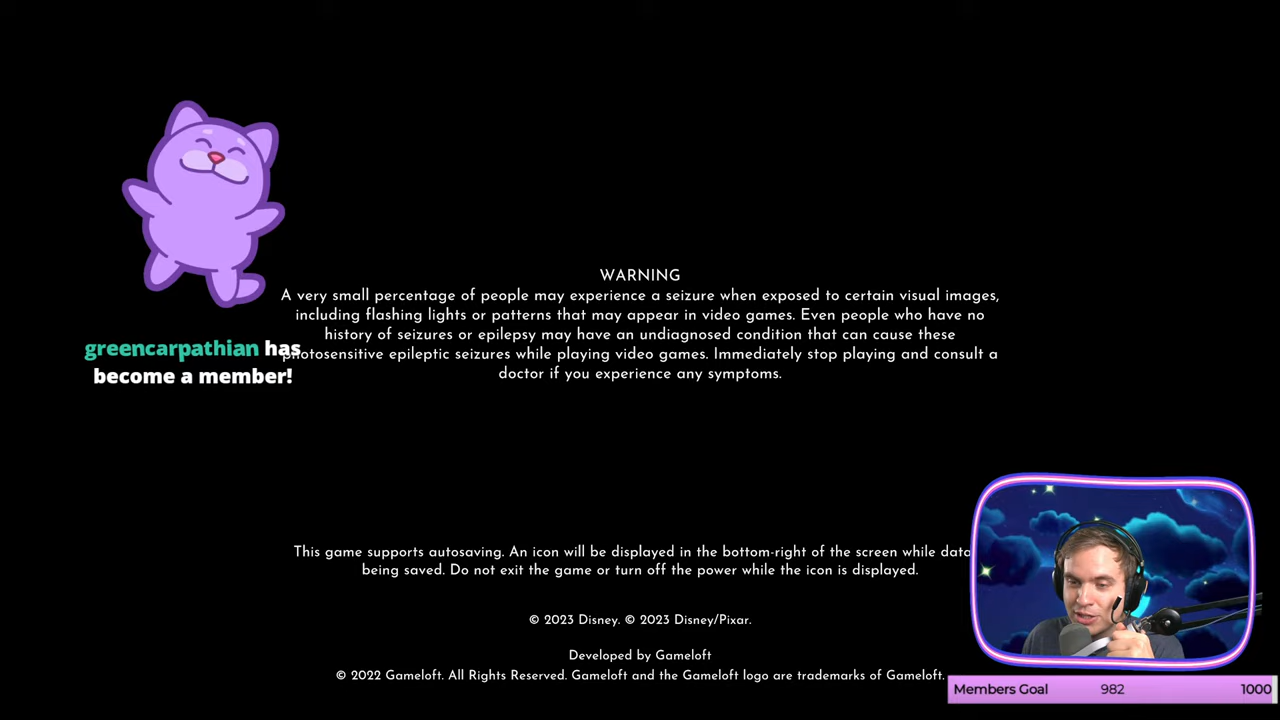 WARNING
A very small percentage of people may experience a seizure when exposed to certain visual images,
including flashing lights or patterns that may appear in video games. Even people who have no
history of seizures or epilepsy may have an undiagnosed condition that can cause these
photosensitive epileptic seizures while playing video games. Immediately stop playing and consult a
doctor if you experience any symptoms.
greencarpathian has
become a member!
This game supports autosaving. An icon will be displayed in the bottom-right of the screen while data
being saved. Do not exit the game or turn off the power while the icon is displayed.
© 2023 Disney. © 2023 Disney/Pixar.
Developed by Gameloft
© 2022 Gameloft. All Rights Reserved. Gameloft and the Gameloft logo are trademarks of Gameloft.
Members Goal 982 1000